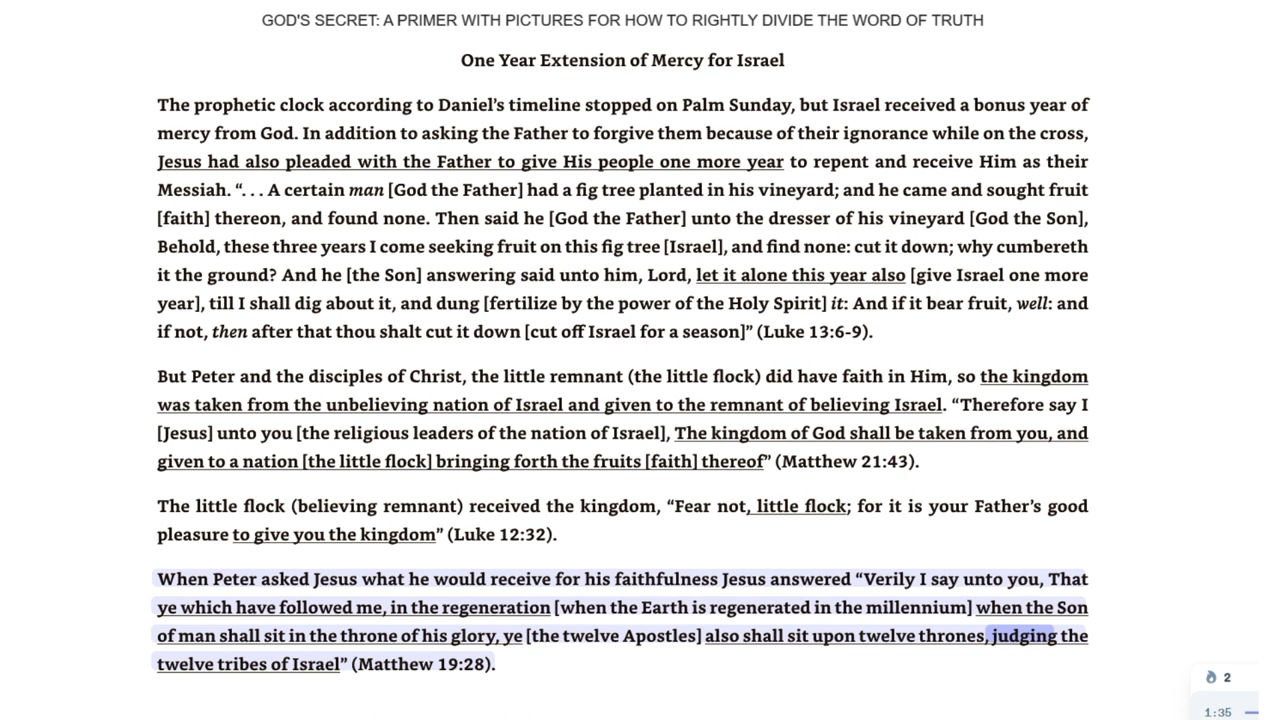 GOD'S SECRET: A PRIMER WITH PICTURES FOR HOW TO RIGHTLY DIVIDE THE WORD OF TRUTH
One Year Extension of Mercy for Israel
The prophetic clock according to Daniel’s timeline stopped on Palm Sunday, but Israel received a bonus year of
mercy from God. In addition to asking the Father to forgive them because of their ignorance while on the cross,
Jesus had also pleaded with the Father to give His people one more year to repent and receive Him as their
Messiah. “. . . A certain man [God the Father] had a fig tree planted in his vineyard; and he came and sought fruit
[faith] thereon, and found none. Then said he [God the Father] unto the dresser of his vineyard [God the Son],
Behold, these three years I come seeking fruit on this fig tree [Israel], and find none: cut it down; why cumbereth
it the ground? And he [the Son] answering said unto him, Lord, let it alone this year also [give Israel one more
year], till I shall dig about it, and dung [fertilize by the power of the Holy Spirit] it: And if it bear fruit, well: and
if not, then after that thou shalt cut it down [cut off Israel for a season]” (Luke 13:6-9).
But Peter and the disciples of Christ, the little remnant (the little flock) did have faith in Him, so the kingdom
was taken from the unbelieving nation of Israel and given to the remnant of believing Israel. “Therefore say I
[Jesus] unto you [the religious leaders of the nation of Israel], The kingdom of God shall be taken from you, and
given to a nation [the little flock] bringing forth the fruits [faith] thereof” (Matthew 21:43).
The little flock (believing remnant) received the kingdom, “Fear not, little flock; for it is your Father’s good
pleasure to give you the kingdom” (Luke 12:32).
When Peter asked Jesus what he would receive for his faithfulness Jesus answered “Verily I say unto you, That
ye which have followed me, in the regeneration [when the Earth is regenerated in the millennium] when the Son
of man shall sit in the throne of his glory, ye [the twelve Apostles] also shall sit upon twelve thrones, judging the
twelve tribes of Israel” (Matthew 19:28).
2
1:35